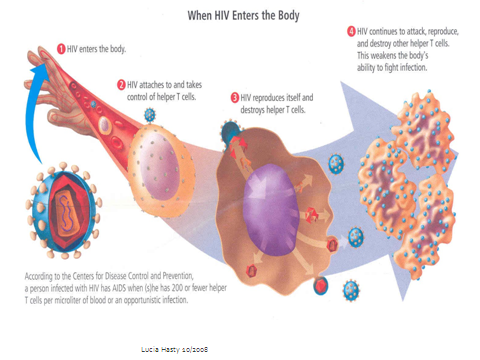 When HIV Enters the Body
1 HIV enters the body.
2 HIV attaches to and takes
control of helper T cells.
3 HIV reproduces itself and
destroys helper T cells.
4 HIV continues to attack, reproduce,
and destroy other helper T cells.
This weakens the body's
ability to fight infection.
According to the Centers for Disease Control and Prevention,
a person infected with HIV has AIDS when (s)he has 200 or fewer helper
T cells per microliter of blood or an opportunistic infection.
Lucia Hasty 10/2008